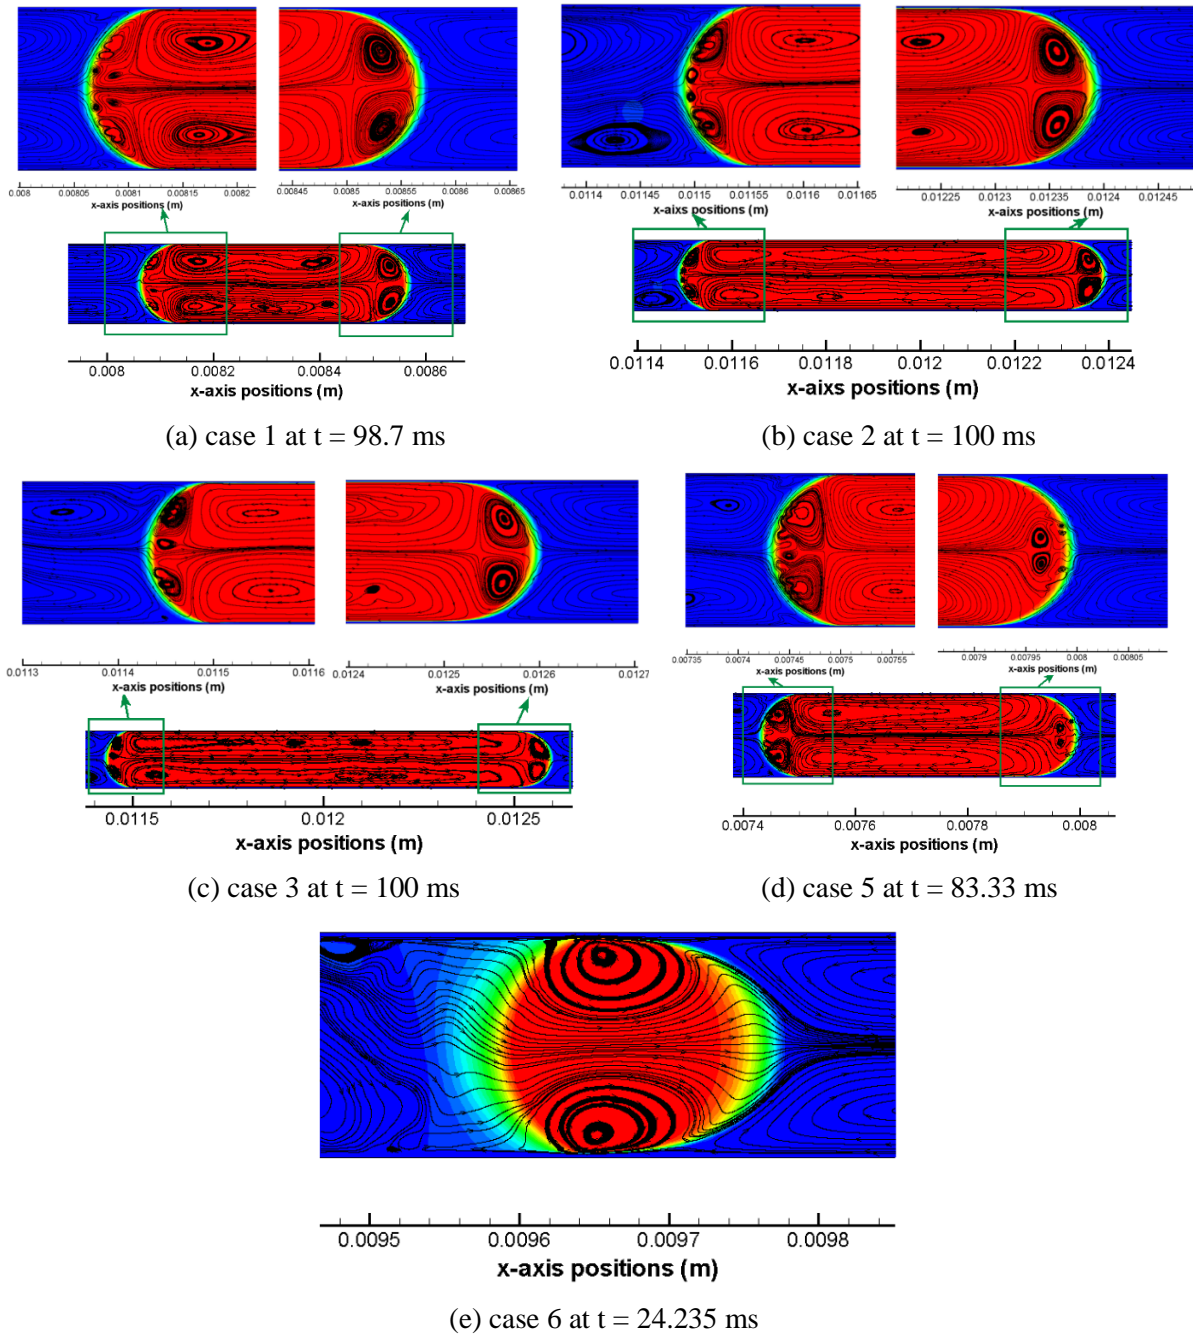 0.008 0.00805 0.0081 0.00815 0.0082
x-axis positions (m)
0.00845 0.0085 0.00855 0.0086 0.00865
x-axis positions (m)
0.008 0.0082 0.0084 0.0086
x-axis positions (m)
(a) case 1 at t = 98.7 ms
0.0114 0.01145 0.0115 0.01155 0.0116 0.01165
x-aixs positions (m)
0.01225 0.0123 0.01235 0.0124 0.01245
x-axis positions (m)
0.0114 0.0116 0.0118 0.012 0.0122 0.0124
x-aixs positions (m)
(b) case 2 at t = 100 ms
0.0113 0.0114 0.0115 0.0116
x-axis positions (m)
0.0124 0.0125 0.0126 0.0127
x-axis positions (m)
0.0115 0.012 0.0125
x-axis positions (m)
(c) case 3 at t = 100 ms
0.00735 0.0074 0.00745 0.0075 0.00755
x-axis positions (m)
0.0079 0.00795 0.008 0.00805
x-axis positions (m)
0.0074 0.0076 0.0078 0.008
x-axis positions (m)
(d) case 5 at t = 83.33 ms
0.0095 0.0096 0.0097 0.0098
x-axis positions (m)
(e) case 6 at t = 24.235 ms